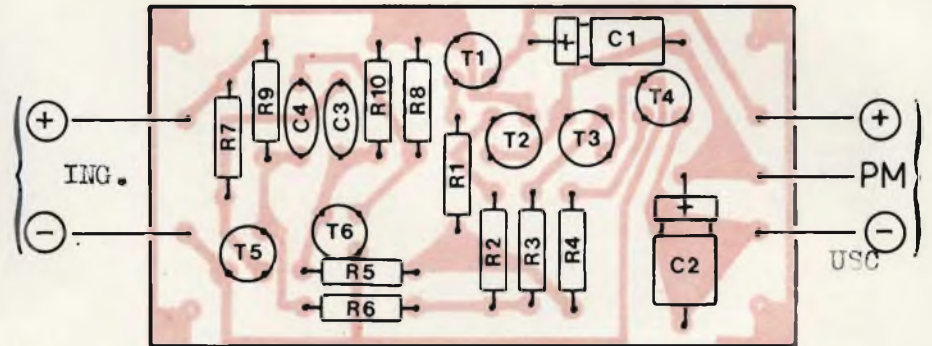 C1
T1
T4
R9
R10
R8
C4
C3
R7
T2
T3
R1
+
+
ING.
PM
-
-
USC
T5
T6
R2
R3
R4
R5
R6
+
C2
+